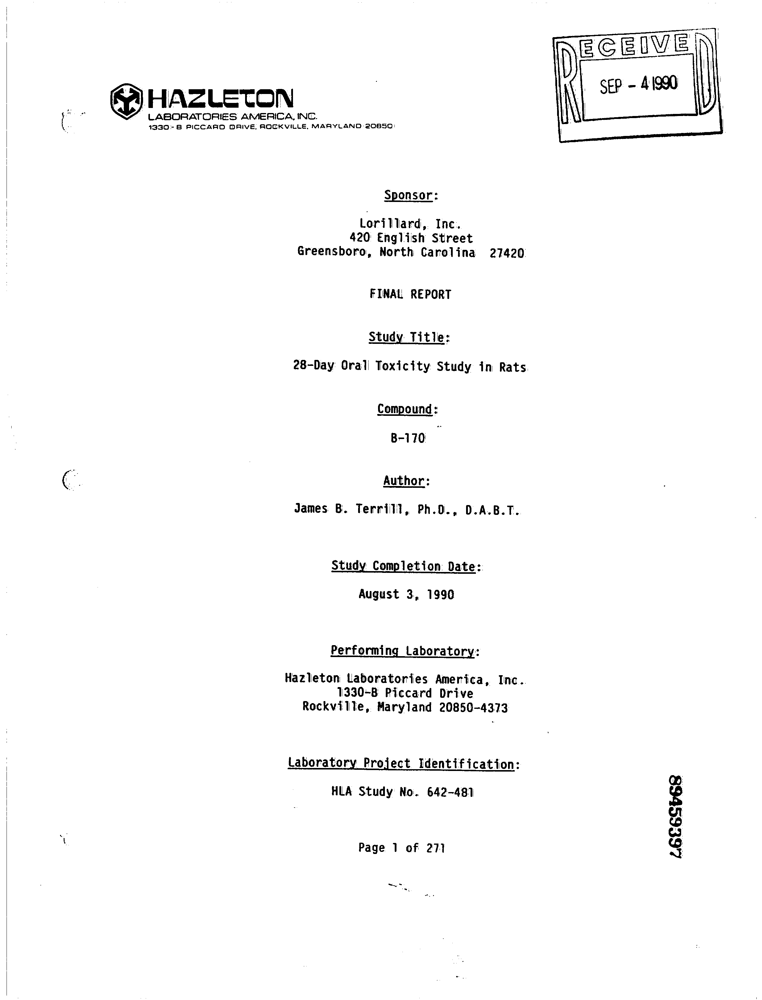 RECEIVED
SEP - 4 1990
HAZLETON
LABORATORIES AMERICA, INC.
1330-B PICCARD DRIVE, ROCKVILLE, MARYLAND 20850
Sponsor:
Lorillard, Inc.
420 English Street
Greensboro, North Carolina 27420
FINAL REPORT
Study Title:
28-Day Oral Toxicity Study in Rats
Compound:
B-170
Author:
James B. Terrill, Ph.D., D.A.B.T.
Study Completion Date:
August 3, 1990
Performing Laboratory:
Hazleton Laboratories America, Inc.
1330-B Piccard Drive
Rockville, Maryland 20850-4373
Laboratory Project Identification:
HLA Study No. 642-481
Page 1 of 271
89459397